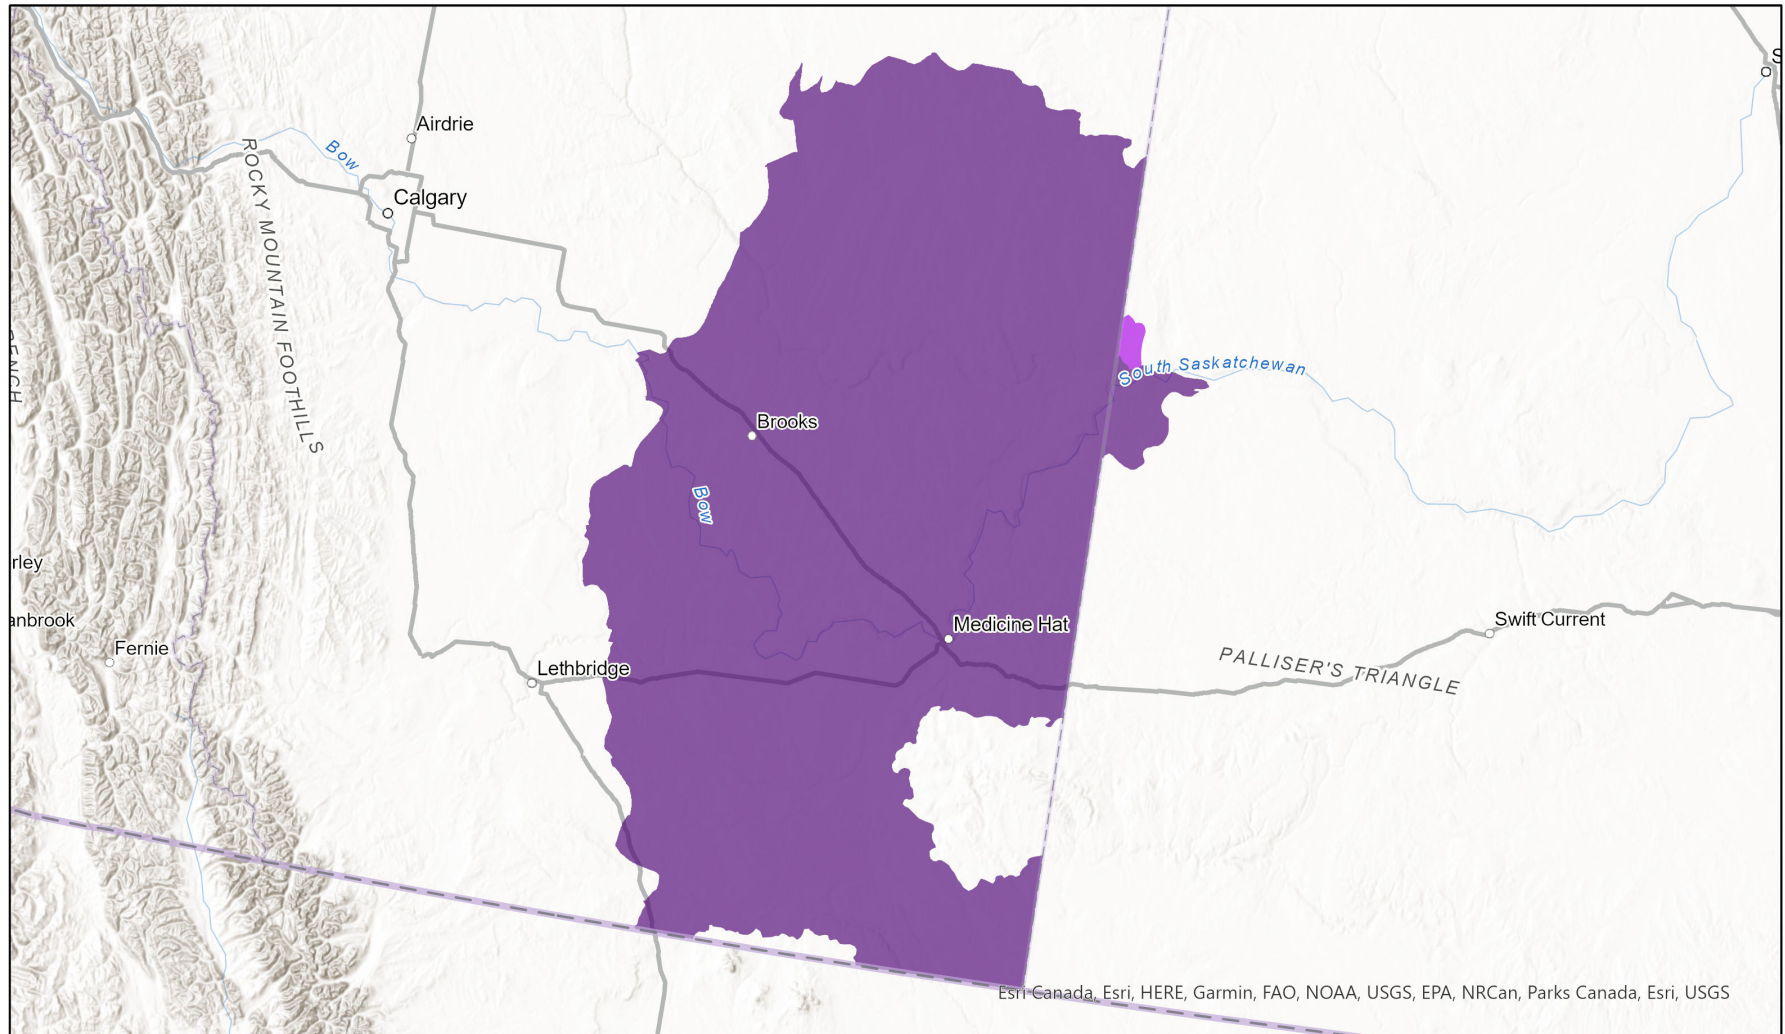 Airdrie
Bow
Calgary
ROCKY MOUNTAIN FOOTHILLS
South Saskatchewan
Brooks
Bow
rley
anbrook
Fernie
Medicine Hat
Swift Current
Lethbridge
PALLISER'S TRIANGLE
Esri Canada, Esri, HERE, Garmin, FAO, NOAA, USGS, EPA, NRCan, Parks Canada, Esri, USGS